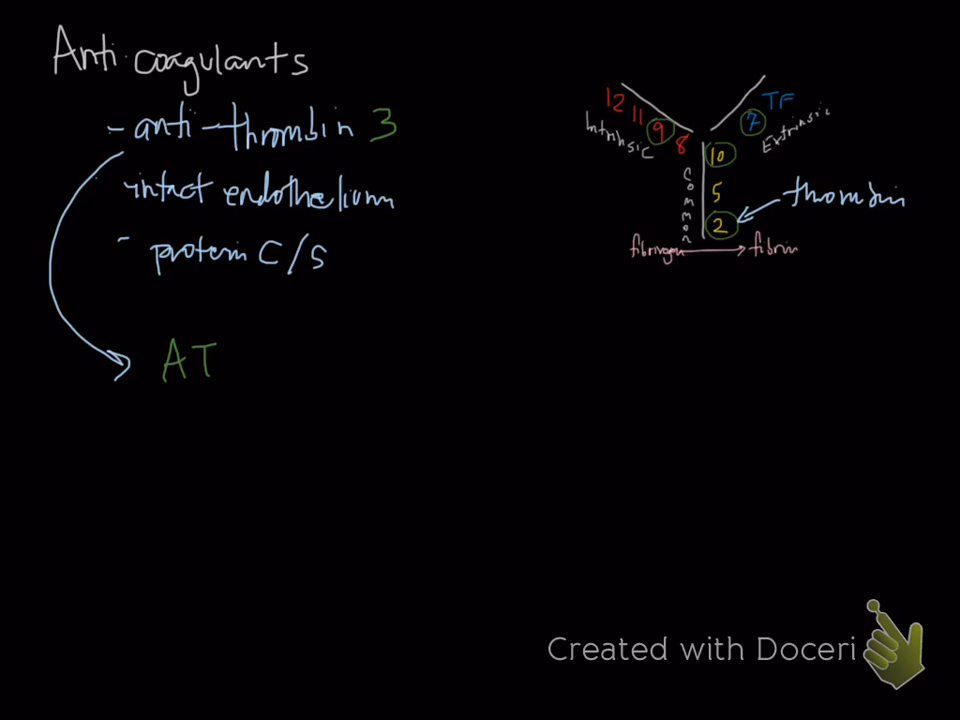 Anti coagulants
- anti-thrombin 3
- intact endothelium
- protein C/S
AT
12 11 9 8
Intrinsic
TF
7
Extrinsic
10
5
2
Common
thrombin
fibrinogen → fibrin
Created with Doceri